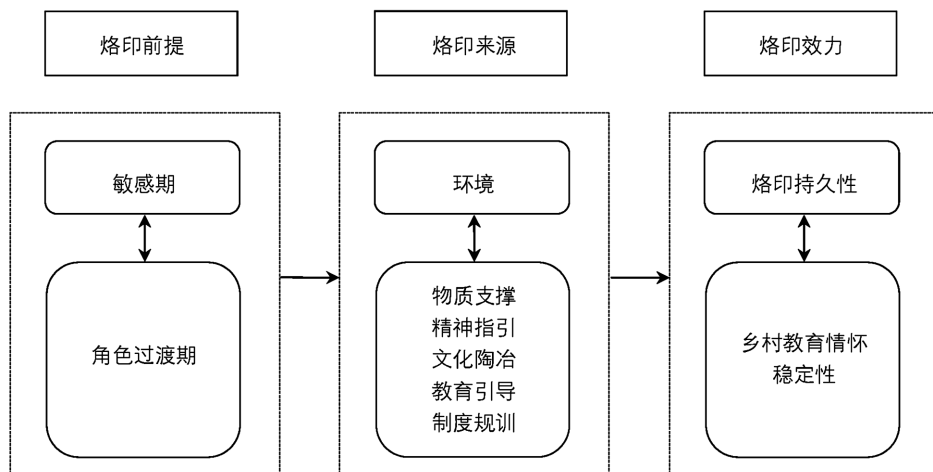 烙印前提
烙印来源
烙印效力
敏感期
环境
烙印持久性
角色过渡期
物质支撑
精神指引
文化陶冶
教育引导
制度规训
乡村教育情怀
稳定性